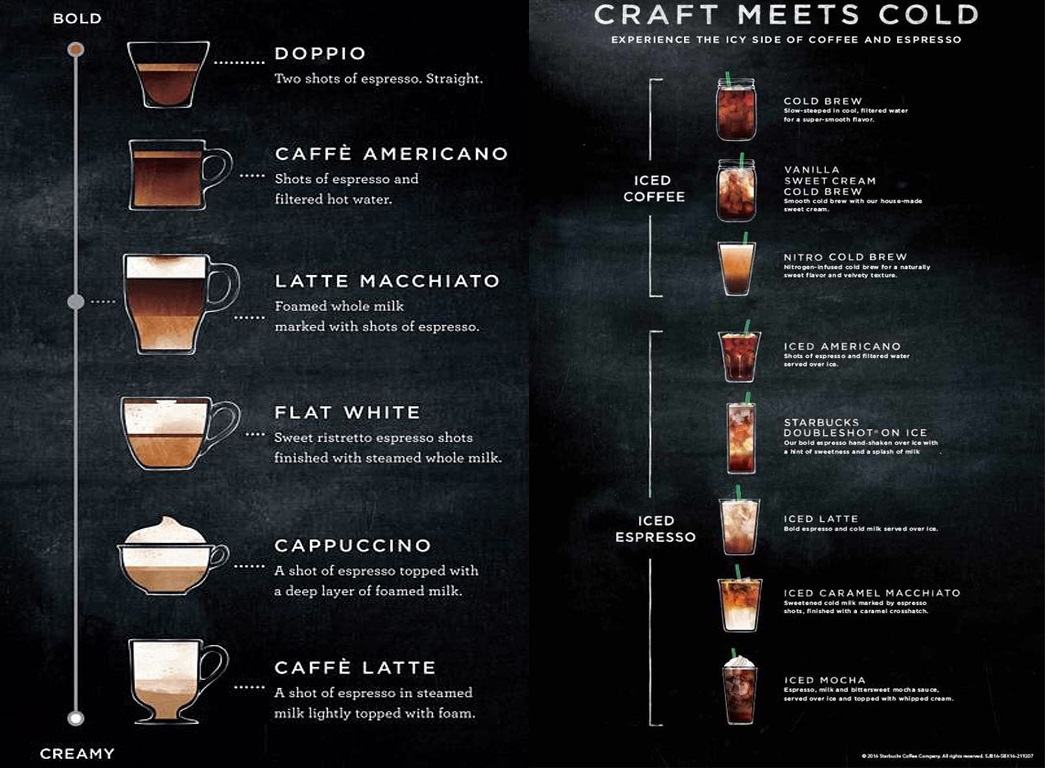 BOLD
DOPPIO
Two shots of espresso. Straight.
CAFFÈ AMERICANO
Shots of espresso and
filtered hot water.
LATTE MACCHIATO
Foamed whole milk
marked with shots of espresso.
FLAT WHITE
Sweet ristretto espresso shots
finished with steamed whole milk.
CAPPUCCINO
A shot of espresso topped with
a deep layer of foamed milk.
CAFFÈ LATTE
A shot of espresso in steamed
milk lightly topped with foam.
CREAMY
CRAFT MEETS COLD
EXPERIENCE THE ICY SIDE OF COFFEE AND ESPRESSO
ICED
COFFEE
COLD BREW
Slow-steeped in cool, filtered water
for a super-smooth flavor.
VANILLA
SWEET CREAM
COLD BREW
Smooth cold brew with our house-made
sweet cream.
NITRO COLD BREW
Nitrogen-infused cold brew for a naturally
sweet flavor and velvety texture.
ICED
ESPRESSO
ICED AMERICANO
Shots of espresso and filtered water
served over ice.
STARBUCKS
DOUBLESHOT® ON ICE
Our bold espresso hand-shaken over ice with
a hint of sweetness and a splash of milk
ICED LATTE
Bold espresso and cold milk served over ice.
ICED CARAMEL MACCHIATO
Sweetened cold milk marked by espresso
shots, finished with a caramel crosshatch.
ICED MOCHA
Espresso, milk and bittersweet mocha sauce,
served over ice and topped with whipped cream.
© 2016 Starbucks Coffee Company. All rights reserved.